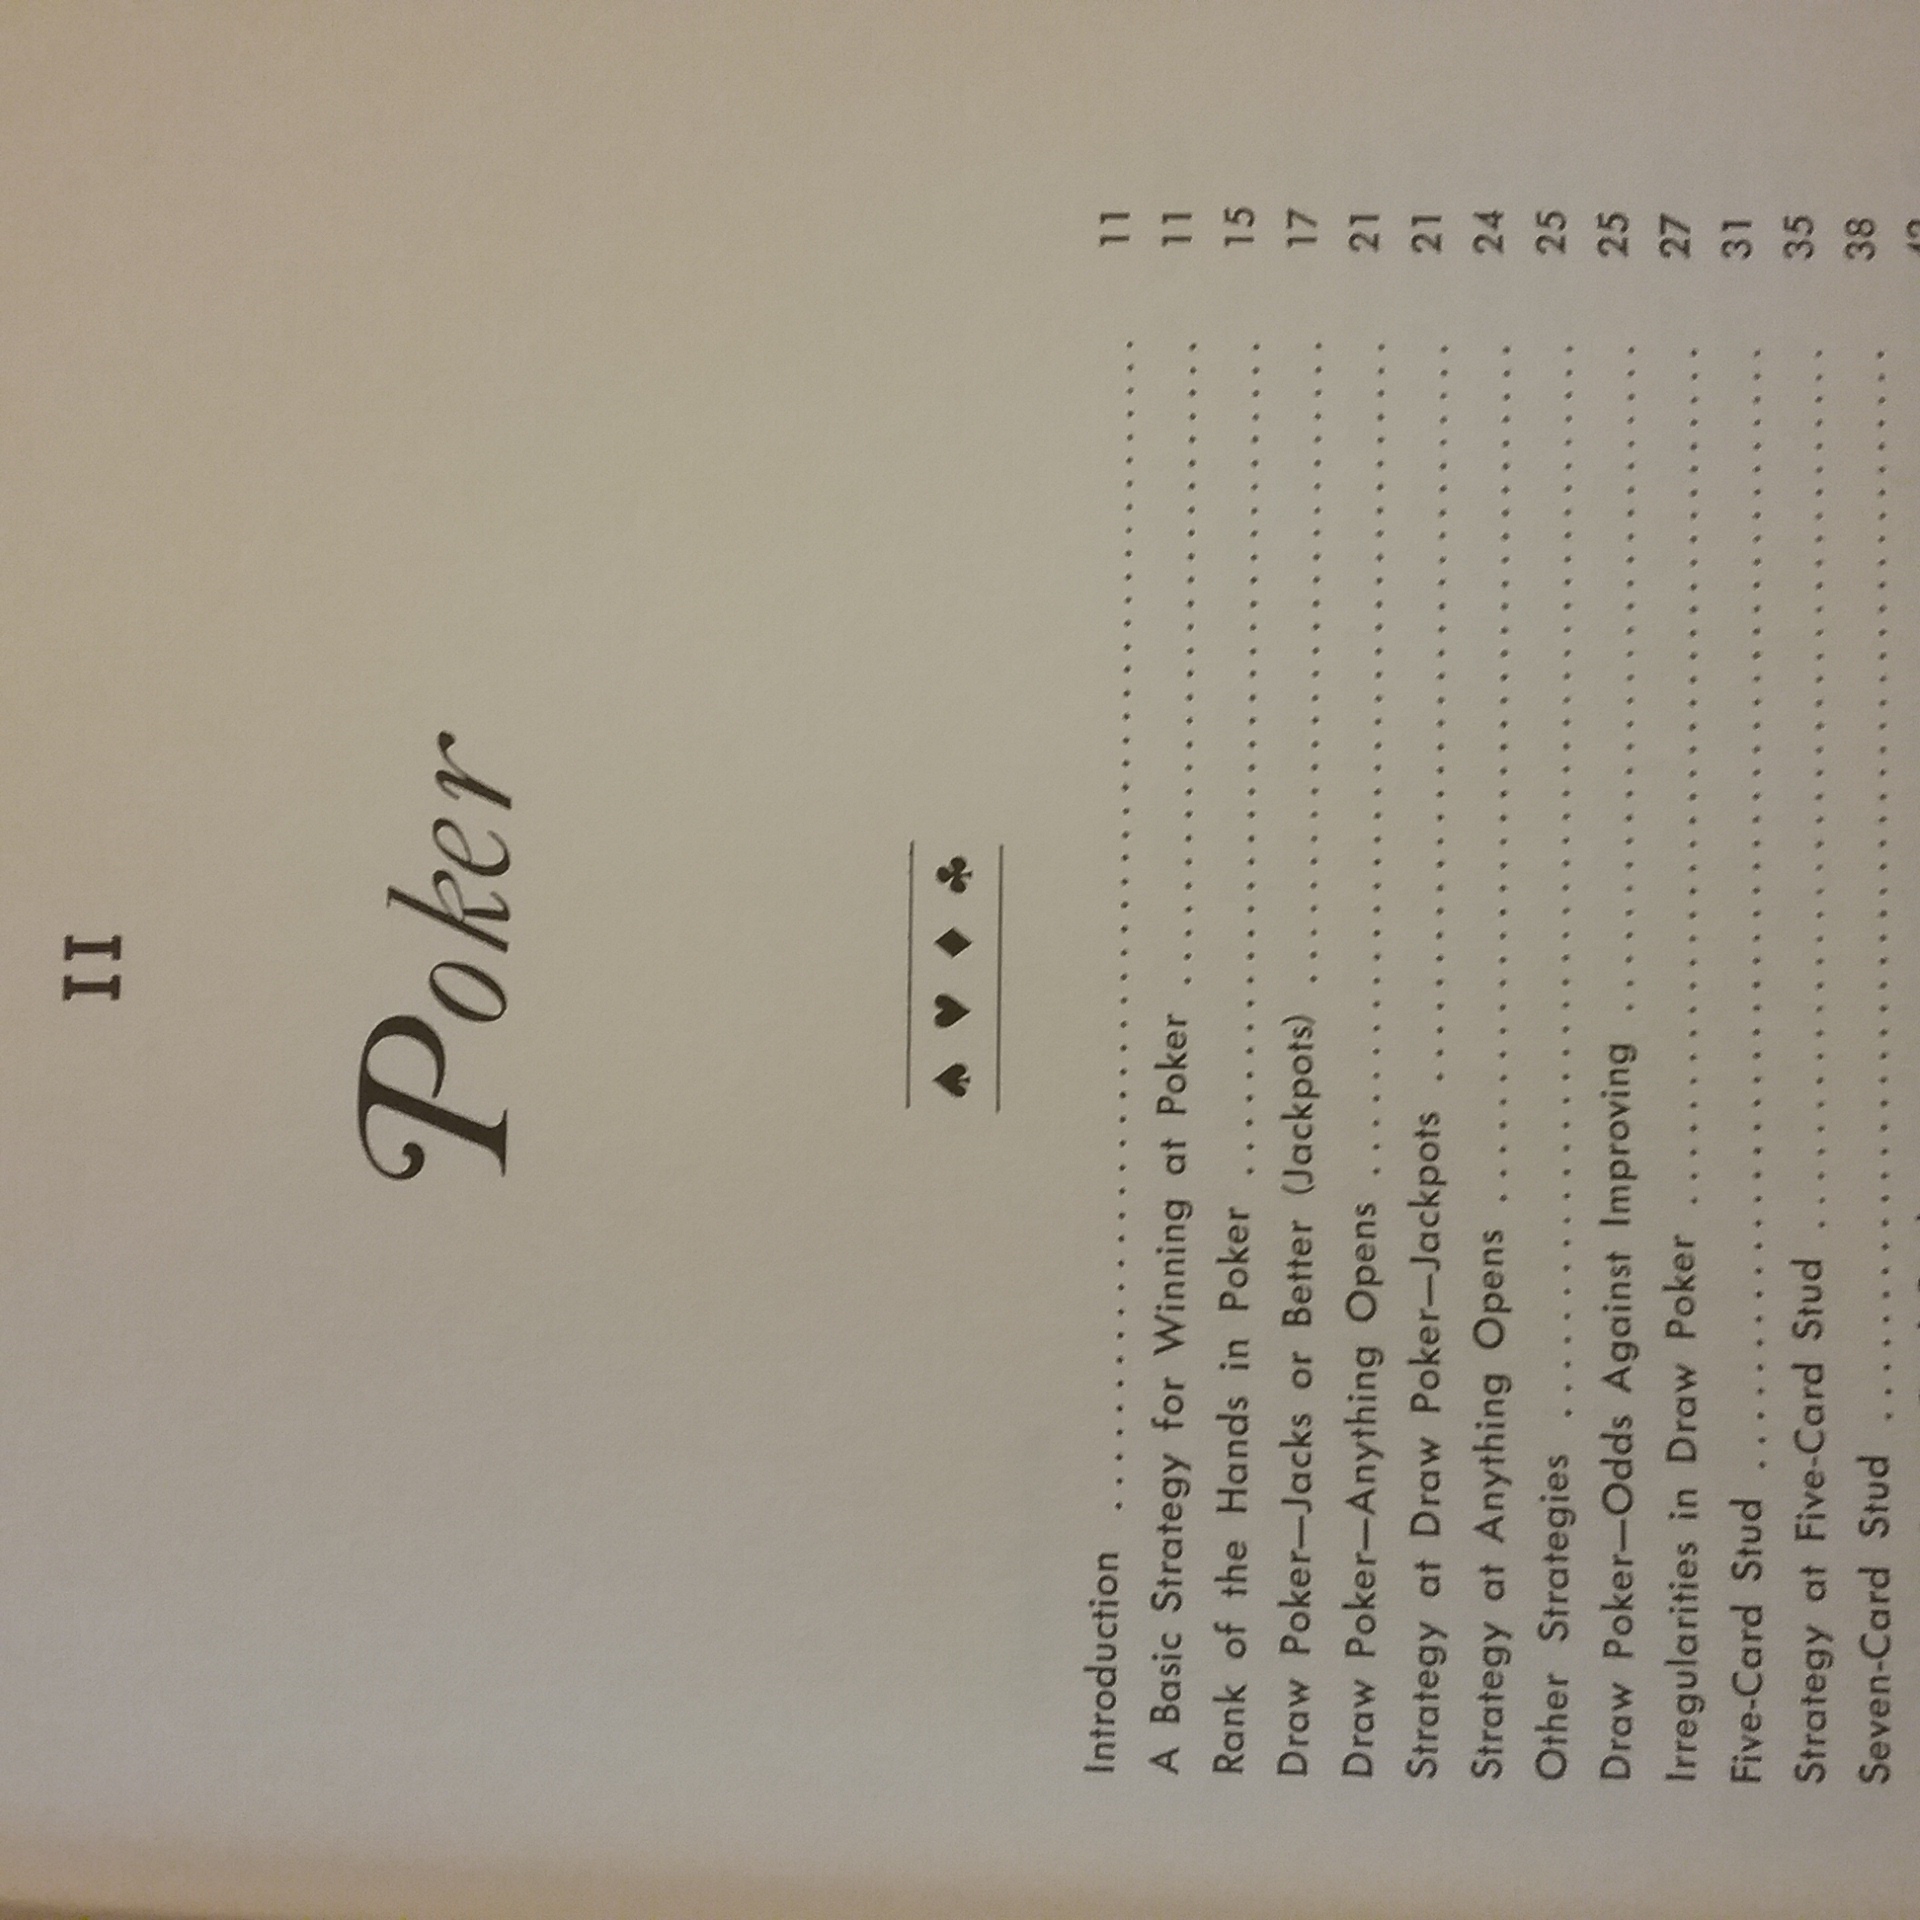 II
Poker
♠ ♥ ♦ ♣
Introduction ........................................ 11
A Basic Strategy for Winning at Poker ........................... 11
Rank of the Hands in Poker .................................... 15
Draw Poker—Jacks or Better (Jackpots) ........................... 17
Draw Poker—Anything Opens .................................... 21
Strategy at Draw Poker—Jackpots ................................ 21
Strategy at Anything Opens ..................................... 24
Other Strategies .............................................. 25
Draw Poker—Odds Against Improving ............................. 25
Irregularities in Draw Poker ..................................... 27
Five-Card Stud ................................................ 31
Strategy at Five-Card Stud ...................................... 35
Seven-Card Stud .............................................. 38